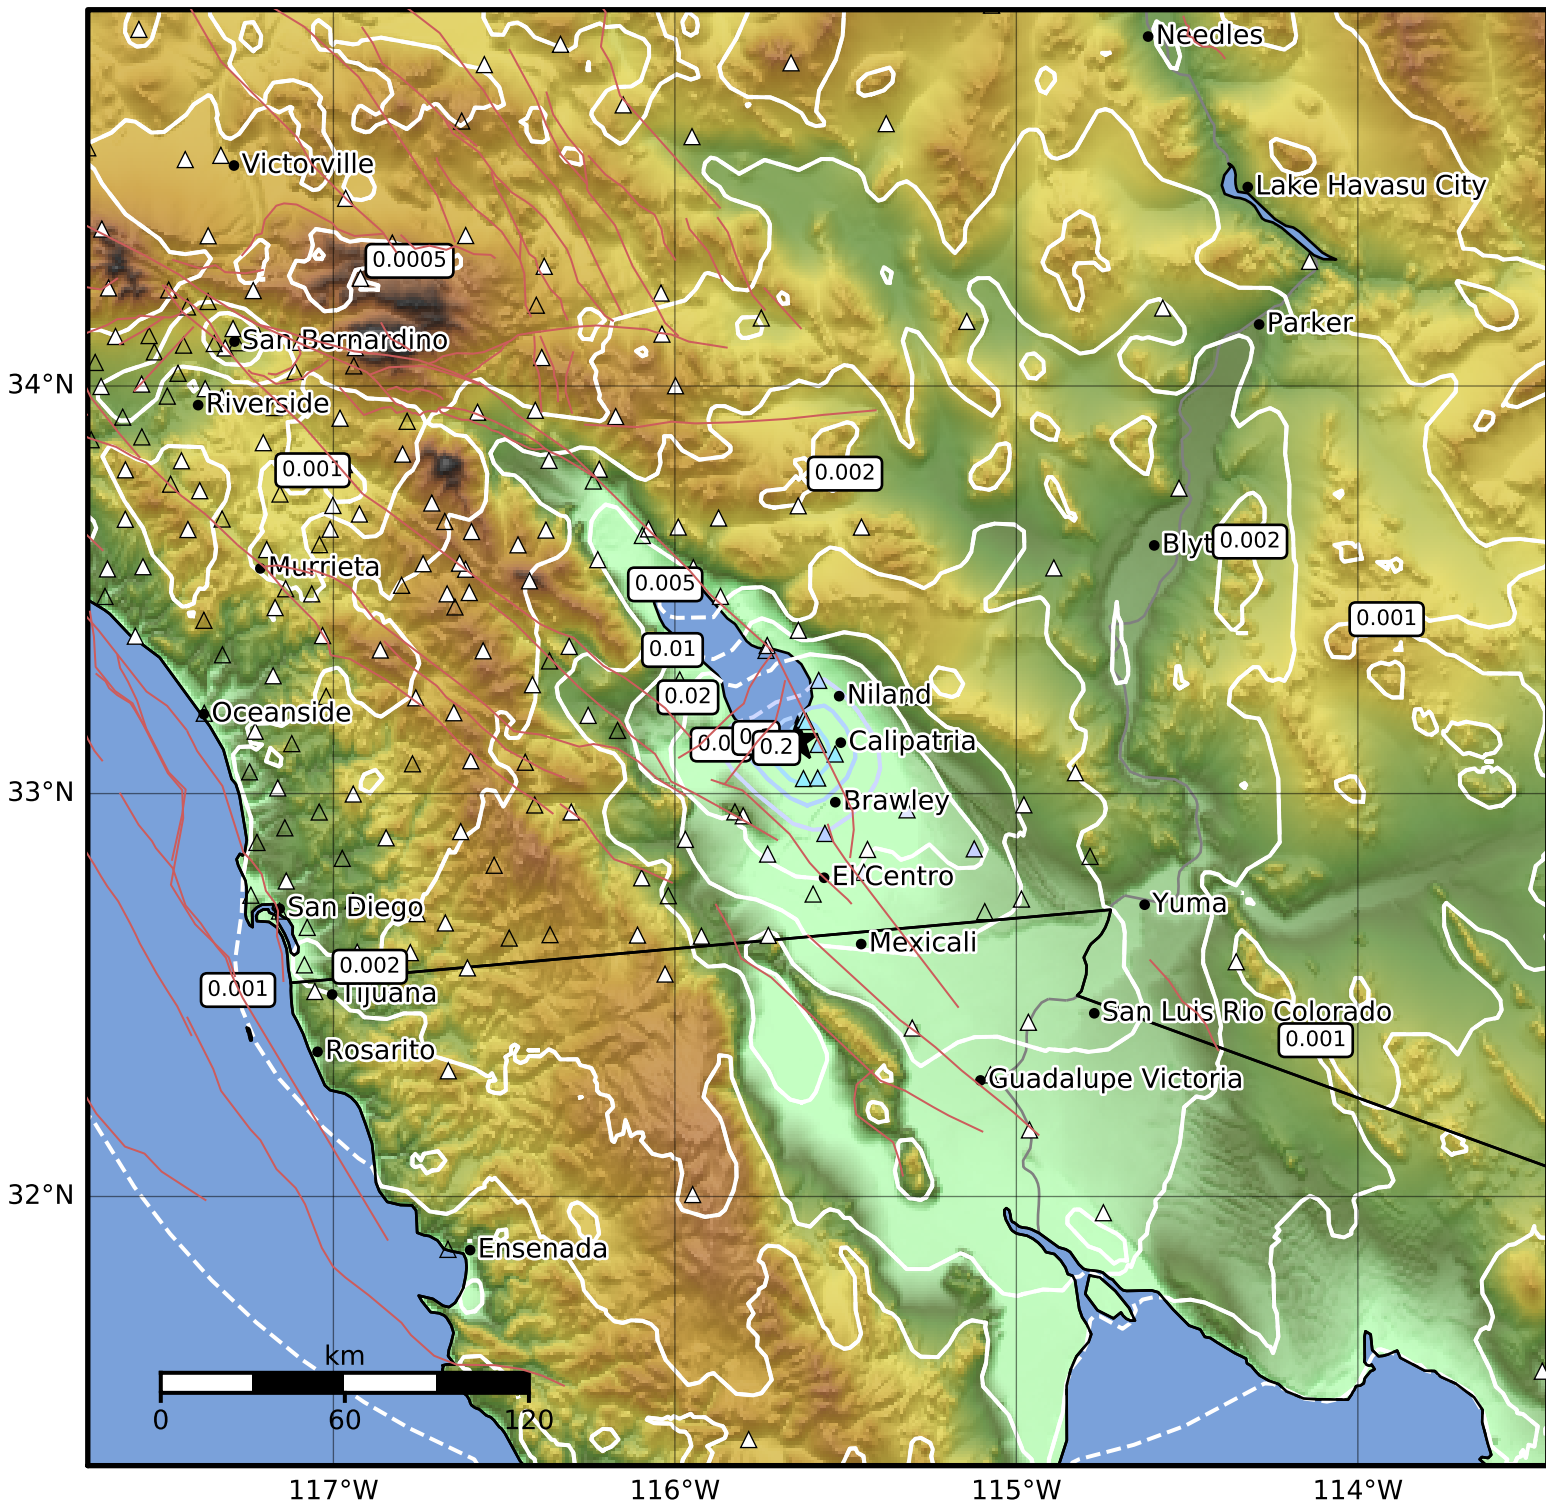 Needles
Victorville
Lake Havasu City
0.0005
Parker
San Bernardino
34°N
Riverside
0.001
0.002
0.002
Murrieta
0.005
0.001
0.01
0.02
Niland
Oceanside
Calipatria
0.2
33°N
Brawley
El Centro
San Diego
Yuma
Mexicali
0.002
0.001
Tijuana
San Luis Rio Colorado
0.001
Rosarito
Guadalupe Victoria
32°N
Ensenada
km
0 60 120
117°W 116°W 115°W 114°W